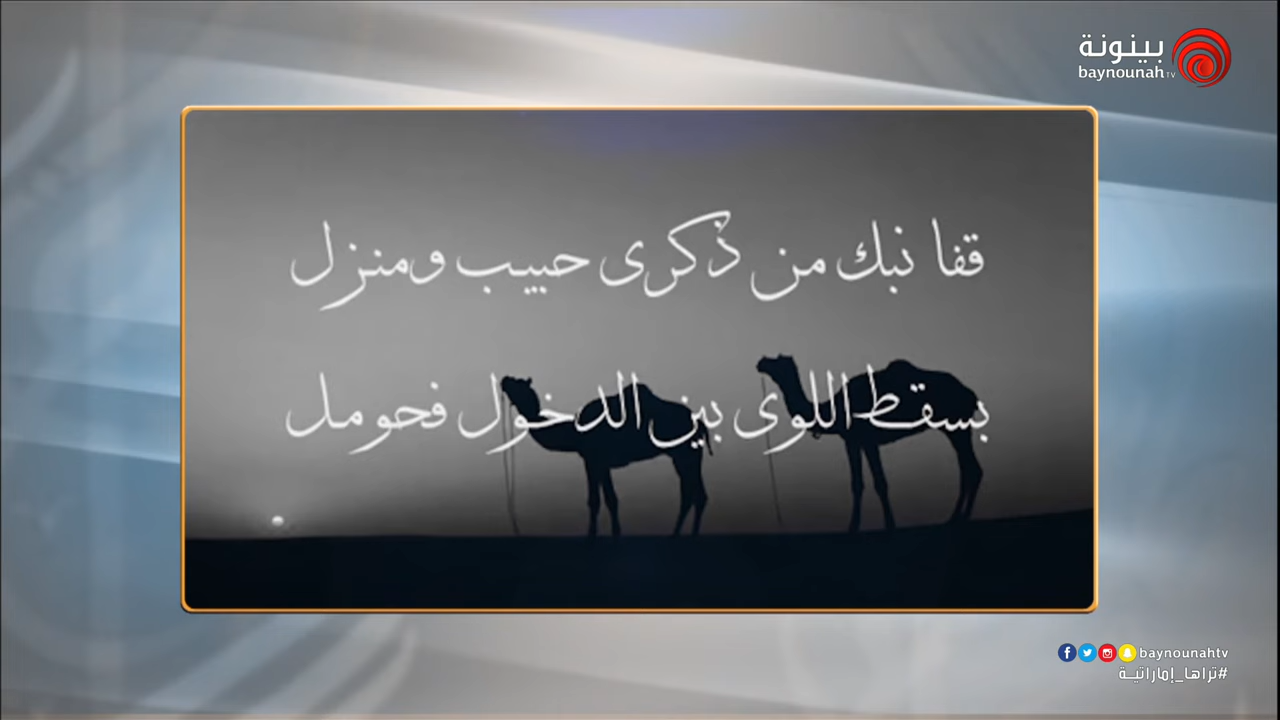 بينونة
baynounah TV
قفا نبك من ذكرى حبيب ومنزل
بسقط اللوى بين الدخول فحومل
baynounahtv
#تراها_إماراتية